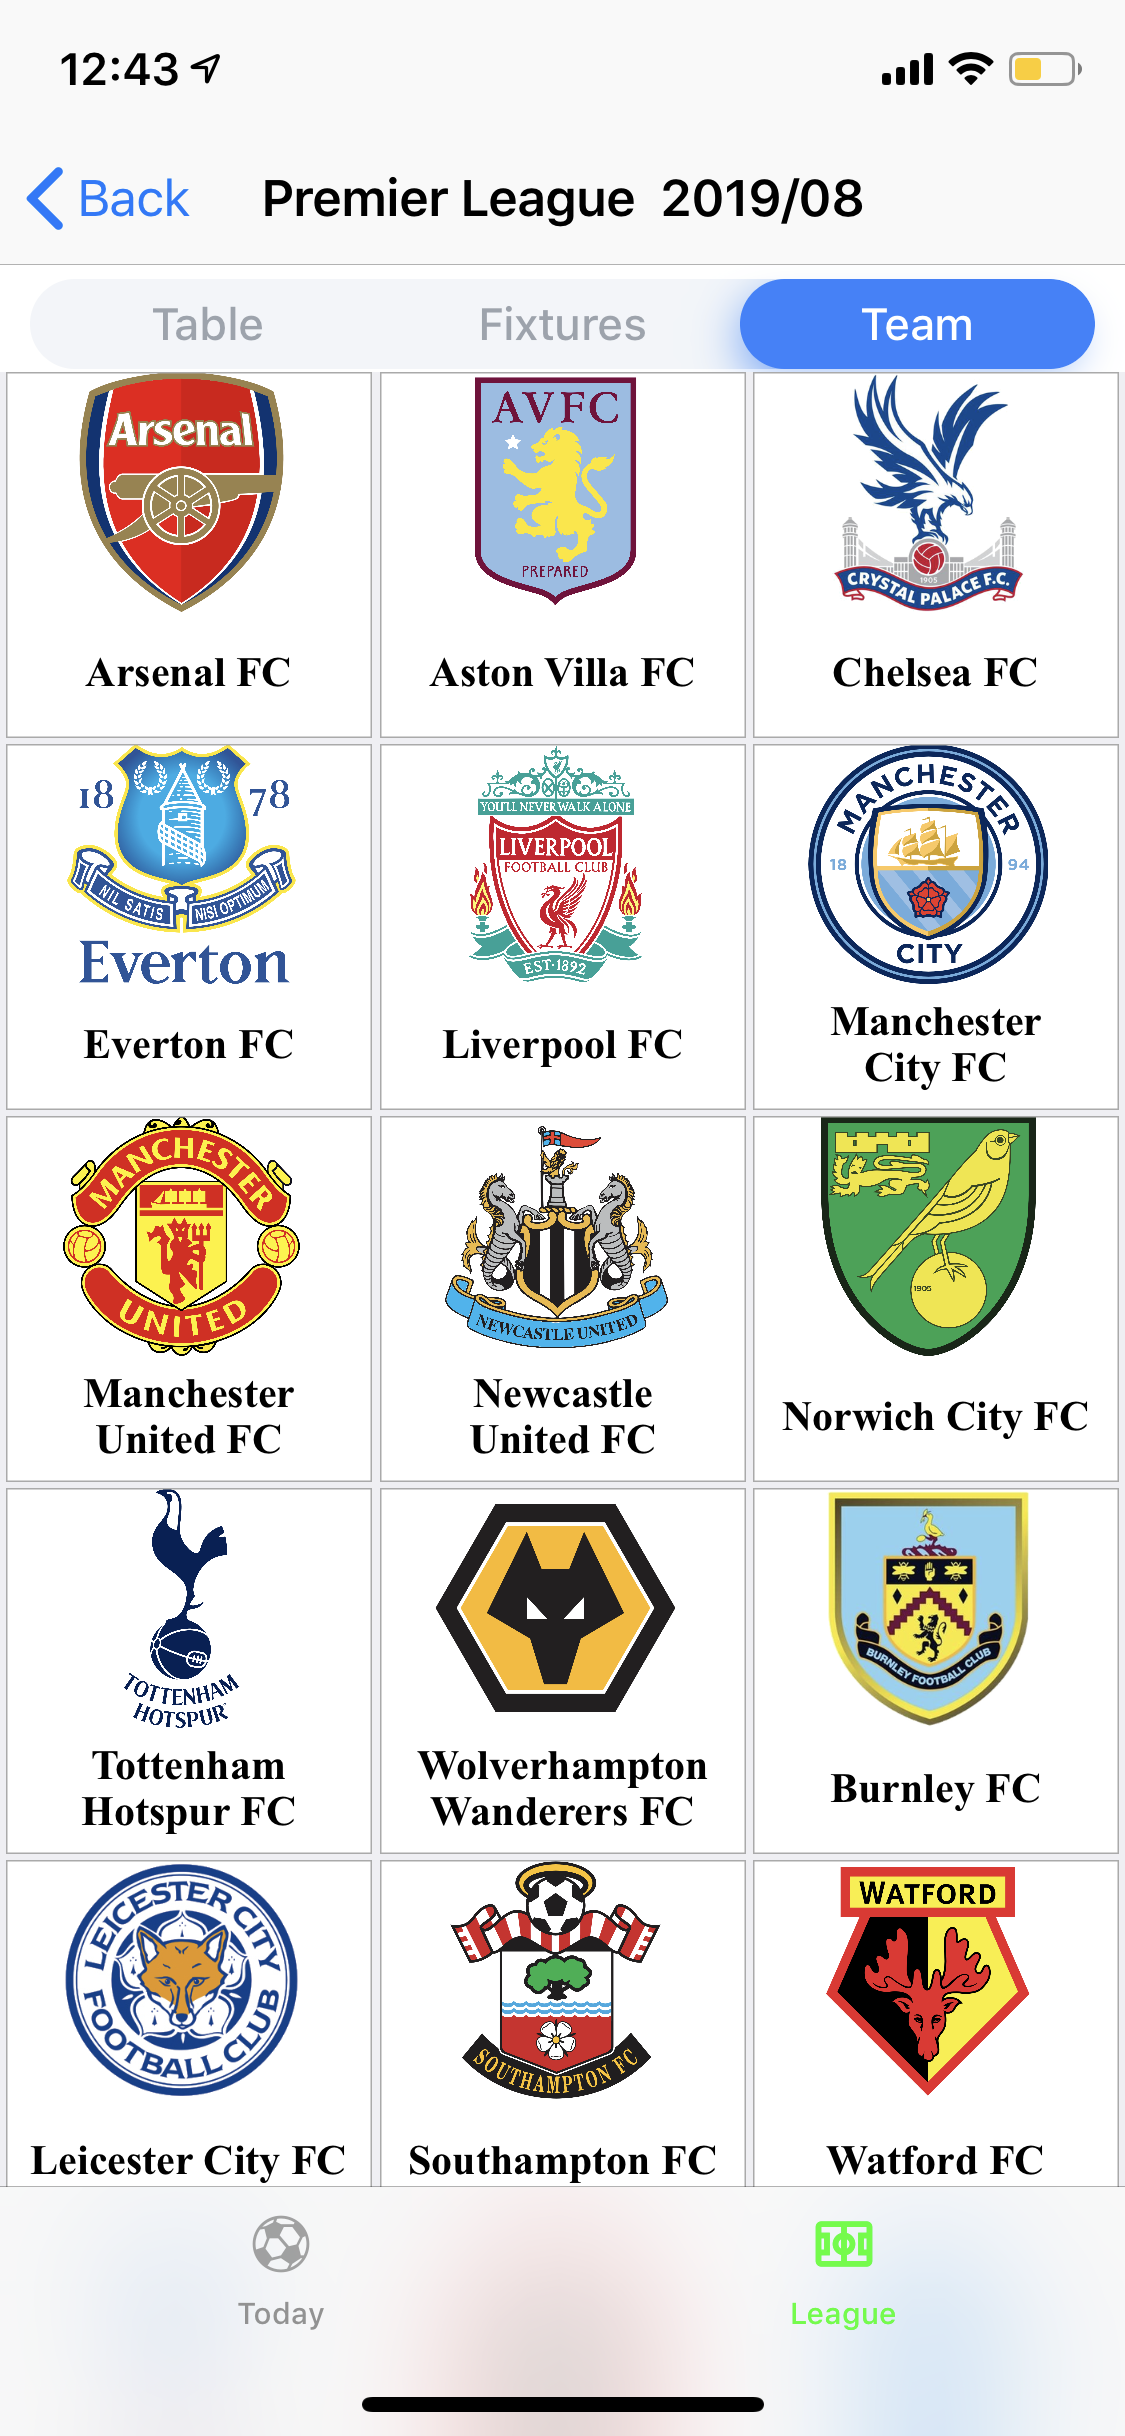 12:43
Back
Premier League 2019/08
Table
Fixtures
Team
Arsenal
Arsenal FC
AVFC
PREPARED
Aston Villa FC
1905
CRYSTAL PALACE F.C.
Chelsea FC
18 78
NIL SATIS NISI OPTIMUM
Everton
Everton FC
YOU'LL NEVER WALK ALONE
LIVERPOOL
FOOTBALL CLUB
EST·1892
Liverpool FC
MANCHESTER
18 94
CITY
Manchester
City FC
MANCHESTER
UNITED
Manchester
United FC
NEWCASTLE UNITED
Newcastle
United FC
1905
Norwich City FC
TOTTENHAM
HOTSPUR
Tottenham
Hotspur FC
Wolverhampton
Wanderers FC
BURNLEY FOOTBALL CLUB
Burnley FC
LEICESTER CITY
FOOTBALL CLUB
Leicester City FC
SOUTHAMPTON FC
Southampton FC
WATFORD
Watford FC
Today
League